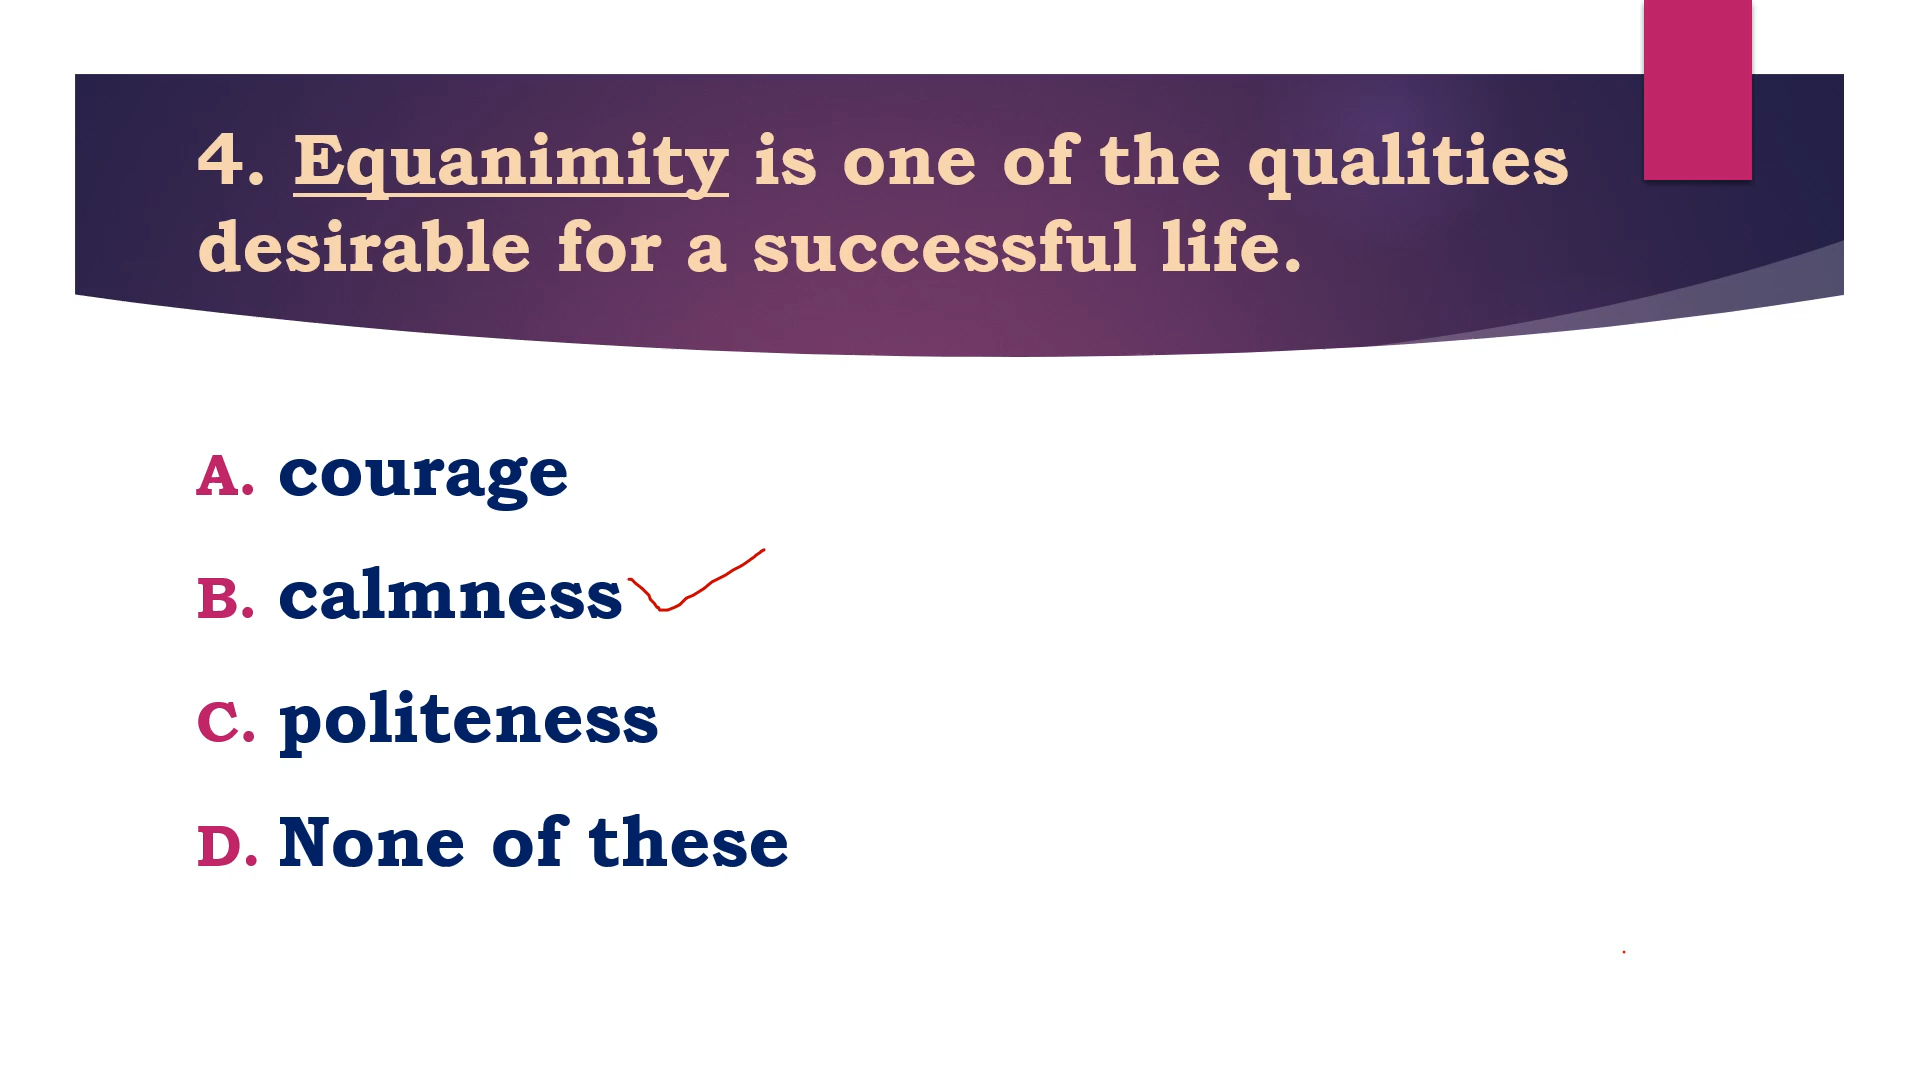 4. Equanimity is one of the qualities
desirable for a successful life.
A. courage
B. calmness
C. politeness
D. None of these